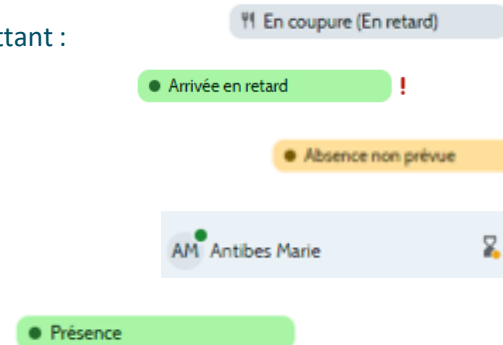 ttant :
En coupure (En retard)
Arrivée en retard !
Absence non prévue
AM Antibes Marie
Présence